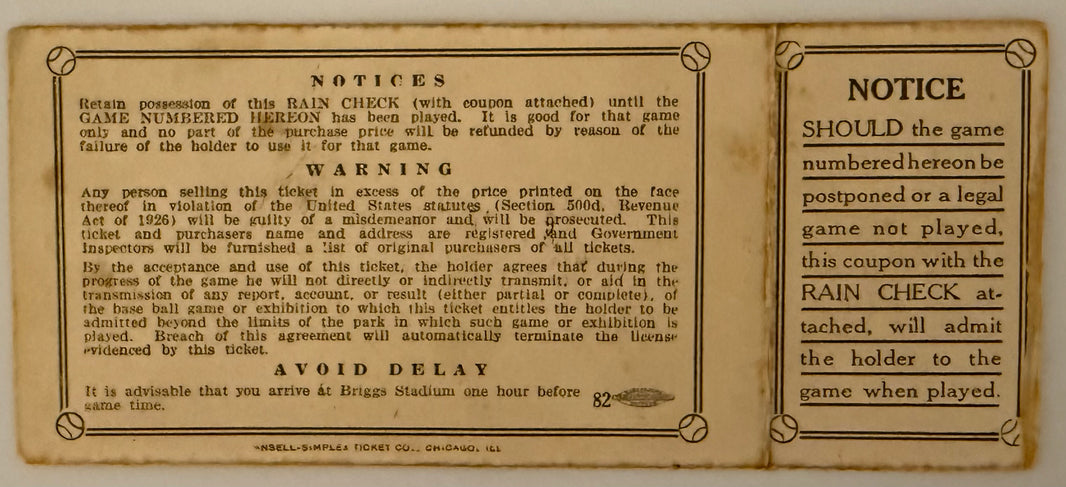 NOTICES
Retain possession of this RAIN CHECK (with coupon attached) until the
GAME NUMBERED HEREON has been played. It is good for that game
only and no part of the purchase price will be refunded by reason of the
failure of the holder to use it for that game.
WARNING
Any person selling this ticket in excess of the price printed on the face
thereof in violation of the United States statutes (Section 500d, Revenue
Act of 1926) will be guilty of a misdemeanor and will be prosecuted. This
ticket and purchasers name and address are registered and Government
Inspectors will be furnished a list of original purchasers of all tickets.
By the acceptance and use of this ticket, the holder agrees that during the
progress of the game he will not directly or indirectly transmit, or aid in the
transmission of any report, account, or result (either partial or complete), of
the base ball game or exhibition to which this ticket entitles the holder to be
admitted beyond the limits of the park in which such game or exhibition is
played. Breach of this agreement will automatically terminate the license
evidenced by this ticket.
AVOID DELAY
It is advisable that you arrive at Briggs Stadium one hour before
game time.
82
ANSELL-SIMPLEX TICKET CO., CHICAGO, ILL
NOTICE
SHOULD the game
numbered hereon be
postponed or a legal
game not played,
this coupon with the
RAIN CHECK at-
tached, will admit
the holder to the
game when played.